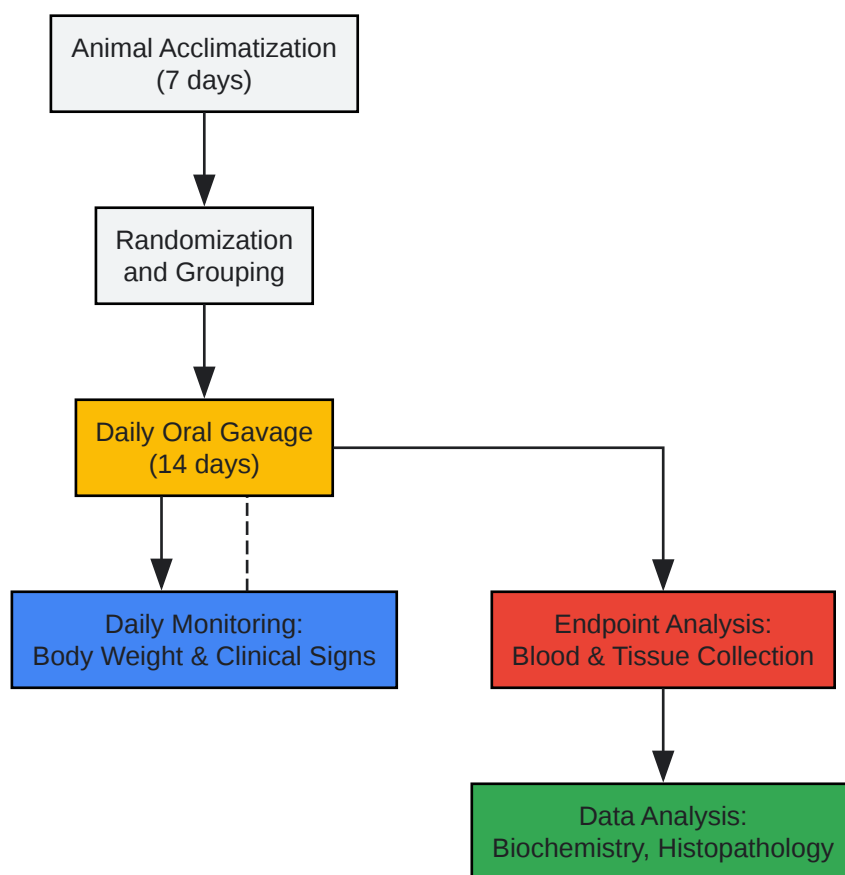 Animal Acclimatization
(7 days)
Randomization
and Grouping
Daily Oral Gavage
(14 days)
Daily Monitoring:
Body Weight & Clinical Signs
Endpoint Analysis:
Blood & Tissue Collection
Data Analysis:
Biochemistry, Histopathology